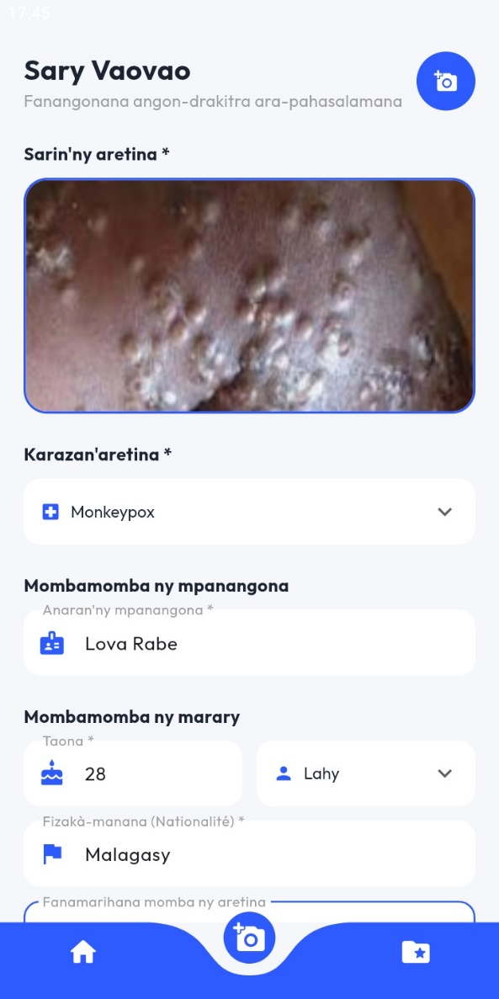 17:45
Sary Vaovao
Fanangonana angon-drakitra ara-pahasalamana
Sarin'ny aretina *
Karazan'aretina *
Monkeypox
Mombamomba ny mpanangona
Anaran'ny mpanangona *
Lova Rabe
Mombamomba ny marary
Taona *
28
Lahy
Fizakà-manana (Nationalité) *
Malagasy
Fanamarihana momba ny aretina